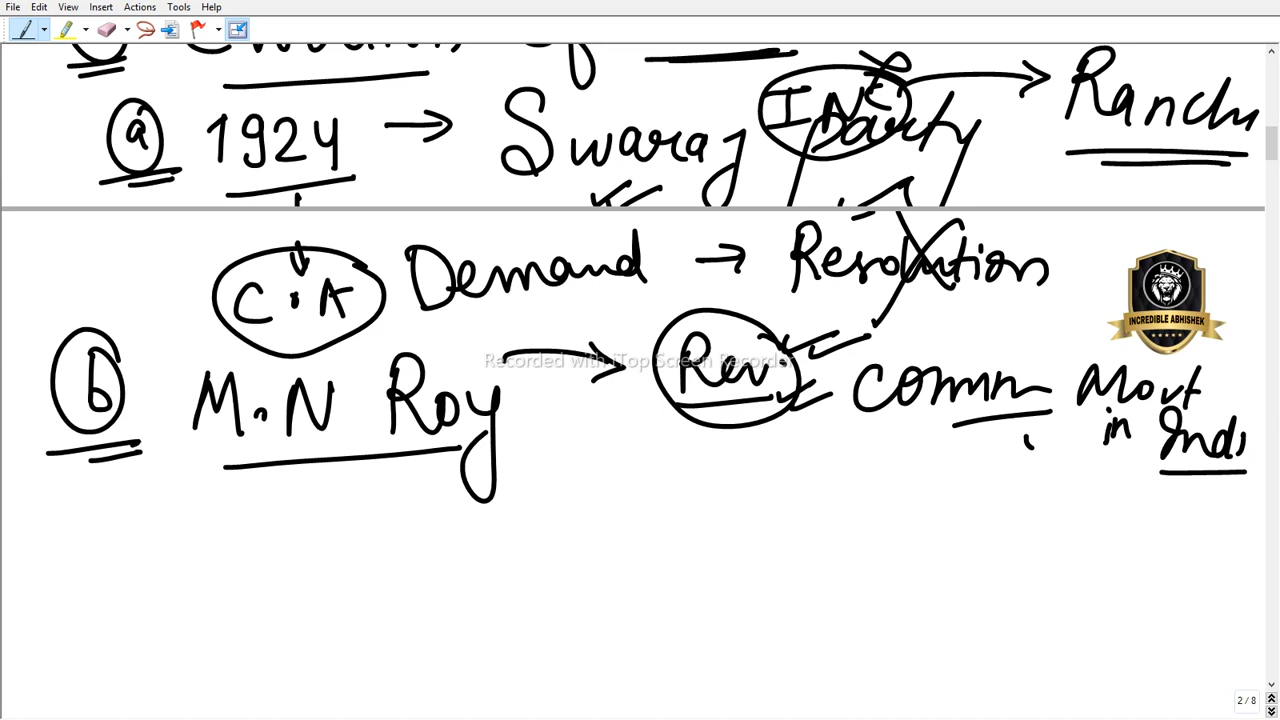 File Edit View Insert Actions Tools Help
(a) 1924 → Swaraj party INC → Ranchi
C.A Demand → Resolution
INCREDIBLE ABHISHEK
Recorded with iTop Screen Recorder
(b) M.N Roy → Rev Comm Movt
in Indi
2 / 8